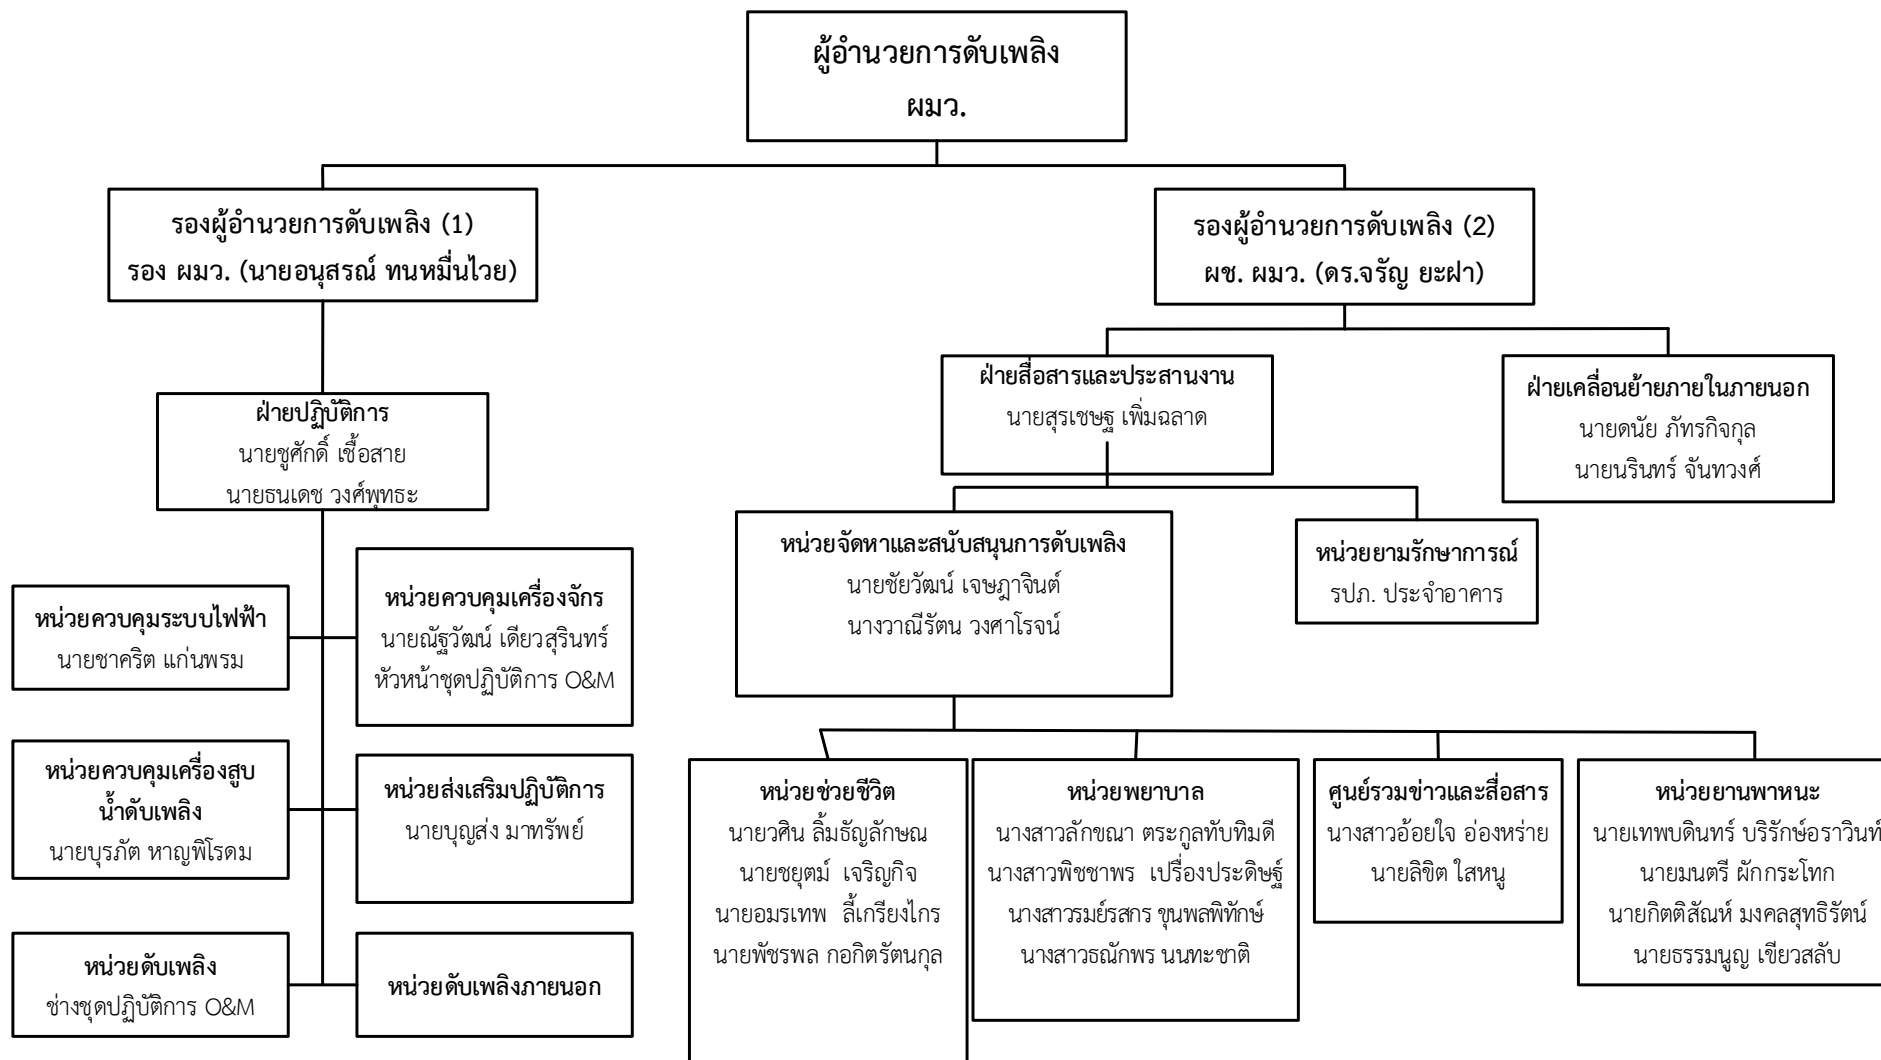 ผู้อำนวยการดับเพลิง
ผมว.
รองผู้อำนวยการดับเพลิง (1)
รอง ผมว. (นายอนุสรณ์ ทนหมื่นไวย)
รองผู้อำนวยการดับเพลิง (2)
ผช. ผมว. (ดร.จรัญ ยะฝา)
ฝ่ายปฏิบัติการ
นายชูศักดิ์ เชื้อสาย
นายธนเดช วงศ์พุทธะ
ฝ่ายสื่อสารและประสานงาน
นายสุรเชษฐ เพิ่มฉลาด
ฝ่ายเคลื่อนย้ายภายในภายนอก
นายดนัย ภัทรกิจกุล
นายนรินทร์ จันทวงศ์
หน่วยควบคุมระบบไฟฟ้า
นายชาคริต แก่นพรม
หน่วยควบคุมเครื่องจักร
นายณัฐวัฒน์ เดียวสุรินทร์
หัวหน้าชุดปฏิบัติการ O&M
หน่วยควบคุมเครื่องสูบ
น้ำดับเพลิง
นายบุรภัต หาญพิโรดม
หน่วยส่งเสริมปฏิบัติการ
นายบุญส่ง มาทรัพย์
หน่วยดับเพลิง
ช่างชุดปฏิบัติการ O&M
หน่วยดับเพลิงภายนอก
หน่วยจัดหาและสนับสนุนการดับเพลิง
นายชัยวัฒน์ เจษฎาจินต์
นางวาณีรัตน วงศาโรจน์
หน่วยยามรักษาการณ์
รปภ. ประจำอาคาร
หน่วยช่วยชีวิต
นายวศิน ลิ้มธัญลักษณ
นายชยุตม์ เจริญกิจ
นายอมรเทพ ลี้เกรียงไกร
นายพัชรพล กอกิตรัตนกุล
หน่วยพยาบาล
นางสาวลักขณา ตระกูลทับทิมดี
นางสาวพิชชาพร เปรื่องประดิษฐ์
นางสาวรมย์รสกร ขุนพลพิทักษ์
นางสาวธณักพร นนทะชาติ
ศูนย์รวมข่าวและสื่อสาร
นางสาวอ้อยใจ อ่องหร่าย
นายลิขิต ใสหนู
หน่วยยานพาหนะ
นายเทพบดินทร์ บริรักษ์อราวินท์
นายมนตรี ผักกระโทก
นายกิตติสัณห์ มงคลสุทธิรัตน์
นายธรรมนูญ เขียวสลับ